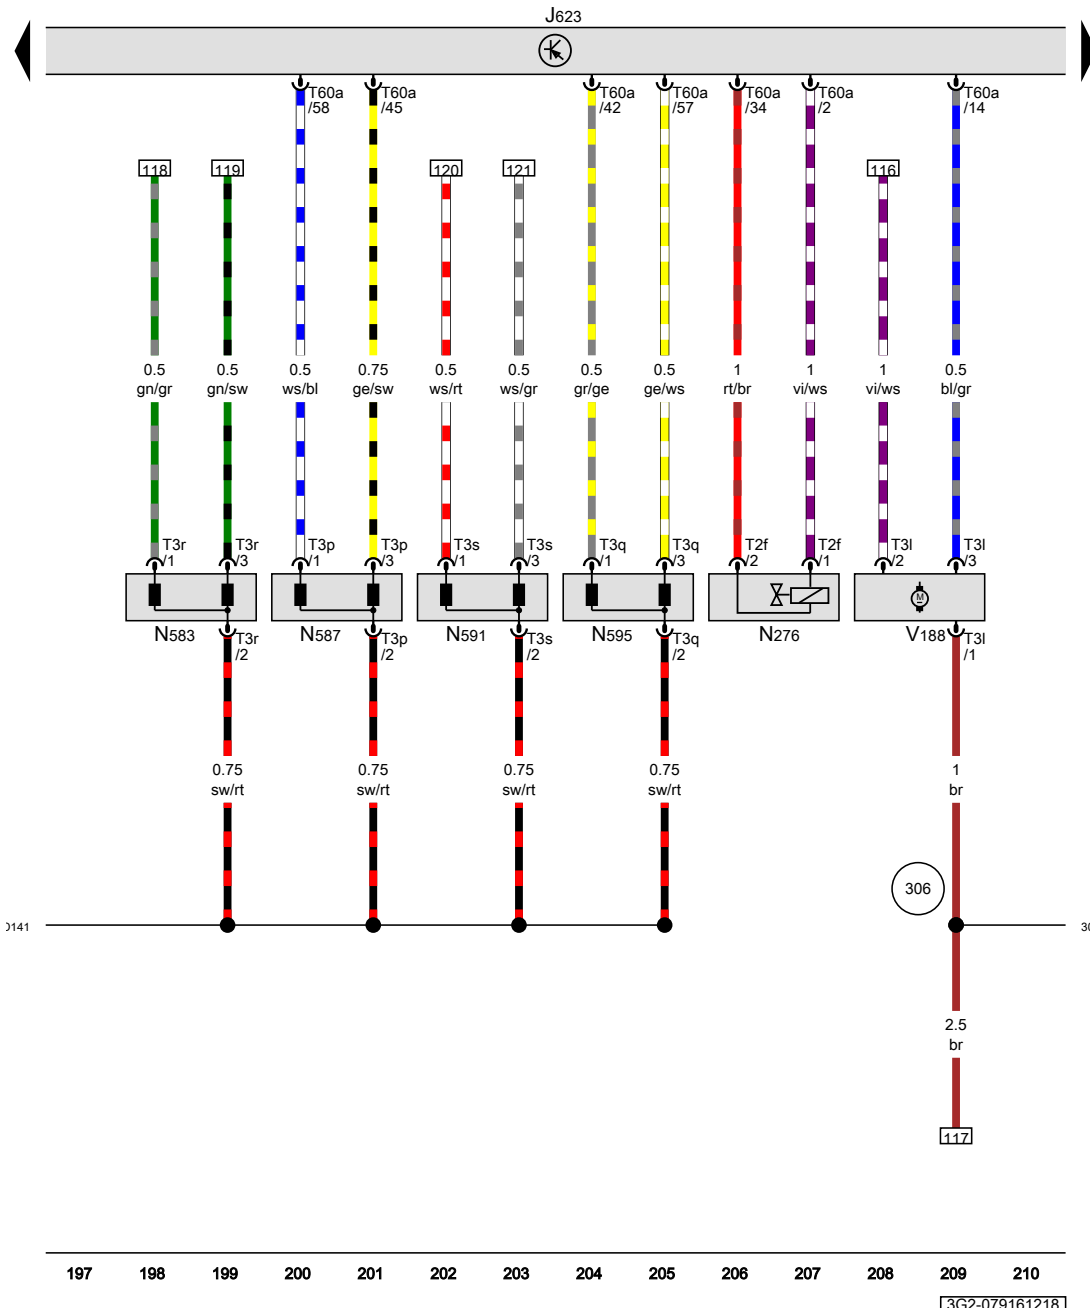 J623
T60a T60a T60a T60a T60a T60a T60a
/58 /45 /42 /57 /34 /2 /14
118 119 120 121 116
0.5 0.5 0.5 0.75 0.5 0.5 0.5 0.5 1 1 1 0.5
gn/gr gn/sw ws/bl ge/sw ws/rt ws/gr gr/ge ge/ws rt/br vi/ws vi/ws bl/gr
T3r T3r T3p T3p T3s T3s T3q T3q T2f T2f T3l T3l
/1 /3 /1 /3 /1 /3 /1 /3 /2 /1 /2 /3
M
N583 N587 N591 N595 N276 V188
T3r T3p T3s T3q T3l
/2 /2 /2 /2 /1
0.75 0.75 0.75 0.75 1
sw/rt sw/rt sw/rt sw/rt br
306
2.5
br
117
197 198 199 200 201 202 203 204 205 206 207 208 209 210
3G2-079161218